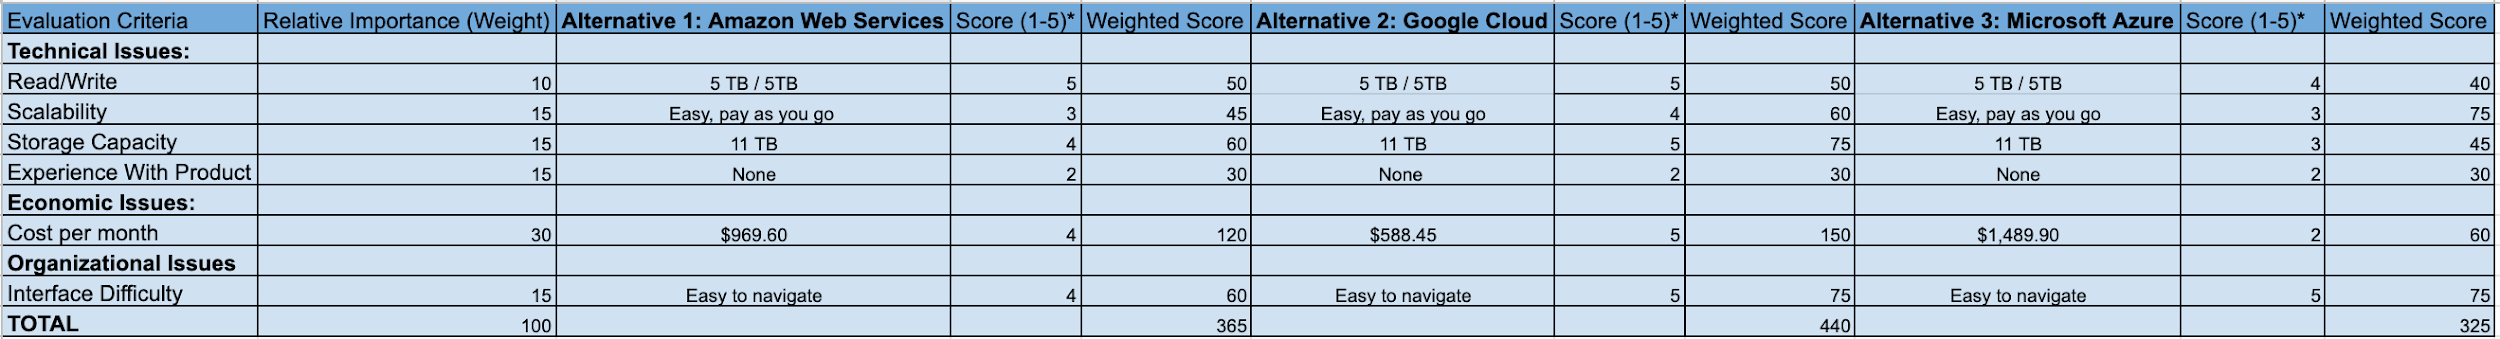 Evaluation Criteria Relative Importance (Weight) Alternative 1: Amazon Web Services Score (1-5)* Weighted Score Alternative 2: Google Cloud Score (1-5)* Weighted Score Alternative 3: Microsoft Azure Score (1-5)* Weighted Score
Technical Issues:
Read/Write 10 5 TB / 5TB 5 50 5 TB / 5TB 5 50 5 TB / 5TB 4 40
Scalability 15 Easy, pay as you go 3 45 Easy, pay as you go 4 60 Easy, pay as you go 3 75
Storage Capacity 15 11 TB 4 60 11 TB 5 75 11 TB 3 45
Experience With Product 15 None 2 30 None 2 30 None 2 30
Economic Issues:
Cost per month 30 $969.60 4 120 $588.45 5 150 $1,489.90 2 60
Organizational Issues
Interface Difficulty 15 Easy to navigate 4 60 Easy to navigate 5 75 Easy to navigate 5 75
TOTAL 100 365 440 325